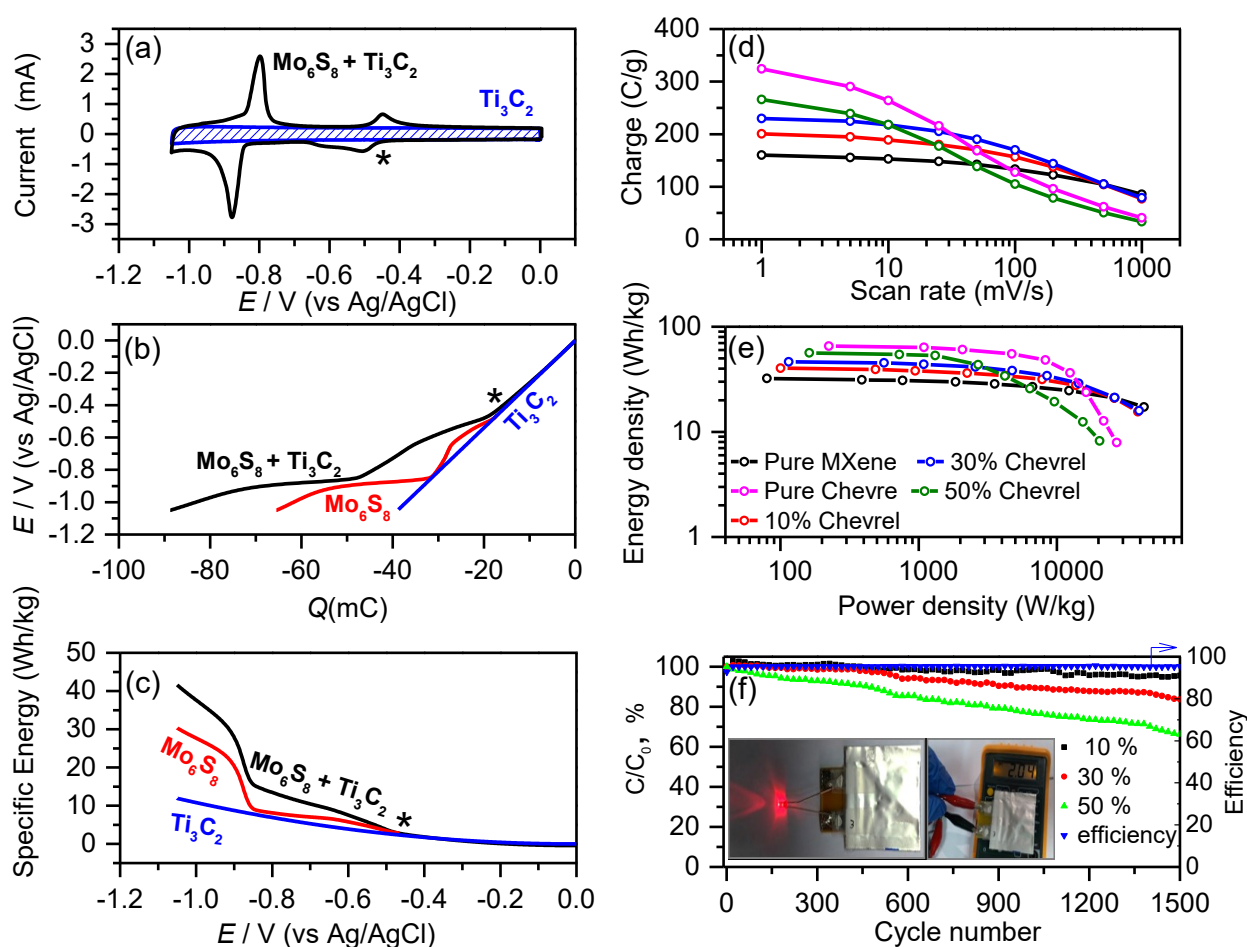 (a)
Current (mA)
3
2
1
0
-1
-2
-3
Mo₆S₈ + Ti₃C₂
Ti₃C₂
*
-1.2 -1.0 -0.8 -0.6 -0.4 -0.2 0.0
E / V (vs Ag/AgCl)
(b)
E / V (vs Ag/AgCl)
0.0
-0.2
-0.4
-0.6
-0.8
-1.0
-1.2
*
Ti₃C₂
Mo₆S₈ + Ti₃C₂
Mo₆S₈
-100 -80 -60 -40 -20 0
Q(mC)
(c)
Specific Energy (Wh/kg)
50
40
30
20
10
0
Mo₆S₈
Mo₆S₈ + Ti₃C₂
*
Ti₃C₂
-1.2 -1.0 -0.8 -0.6 -0.4 -0.2 0.0
E / V (vs Ag/AgCl)
(d)
Charge (C/g)
400
300
200
100
0
1 10 100 1000
Scan rate (mV/s)
(e)
Energy density (Wh/kg)
100
10
1
Pure MXene 30% Chevrel
Pure Chevre 50% Chevrel
10% Chevrel
100 1000 10000
Power density (W/kg)
(f)
C/C₀, %
100
80
60
40
20
0
2.04
10 %
30 %
50 %
efficiency
100
80
60
40
20
0
Efficiency
0 300 600 900 1200 1500
Cycle number